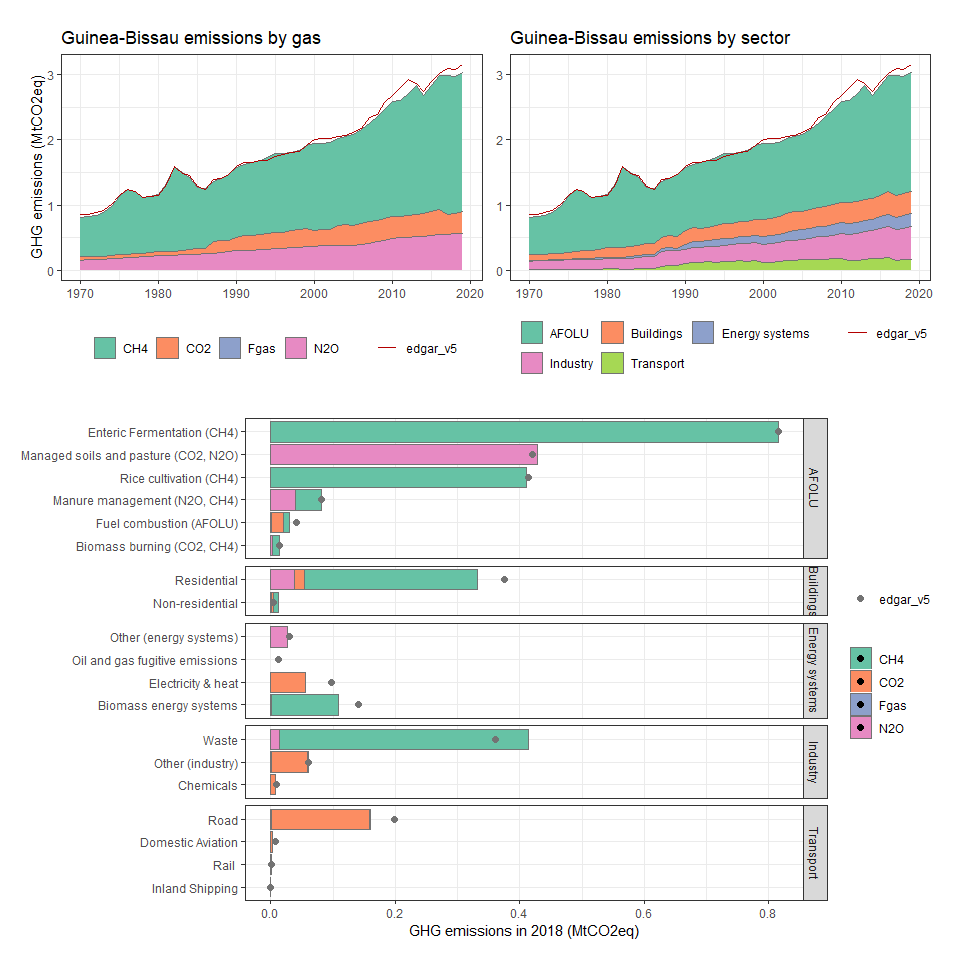 Guinea-Bissau emissions by gas
GHG emissions (MtCO2eq)
3
2
1
0
1970 1980 1990 2000 2010 2020
CH4 CO2 Fgas N2O edgar_v5
Guinea-Bissau emissions by sector
3
2
1
0
1970 1980 1990 2000 2010 2020
AFOLU Buildings Energy systems edgar_v5
Industry Transport
Enteric Fermentation (CH4)
Managed soils and pasture (CO2, N2O)
Rice cultivation (CH4)
Manure management (N2O, CH4)
Fuel combustion (AFOLU)
Biomass burning (CO2, CH4)
AFOLU
Residential
Non-residential
Buildings
Other (energy systems)
Oil and gas fugitive emissions
Electricity & heat
Biomass energy systems
Energy systems
Waste
Other (industry)
Chemicals
Industry
Road
Domestic Aviation
Rail
Inland Shipping
Transport
0.0 0.2 0.4 0.6 0.8
GHG emissions in 2018 (MtCO2eq)
edgar_v5
CH4
CO2
Fgas
N2O